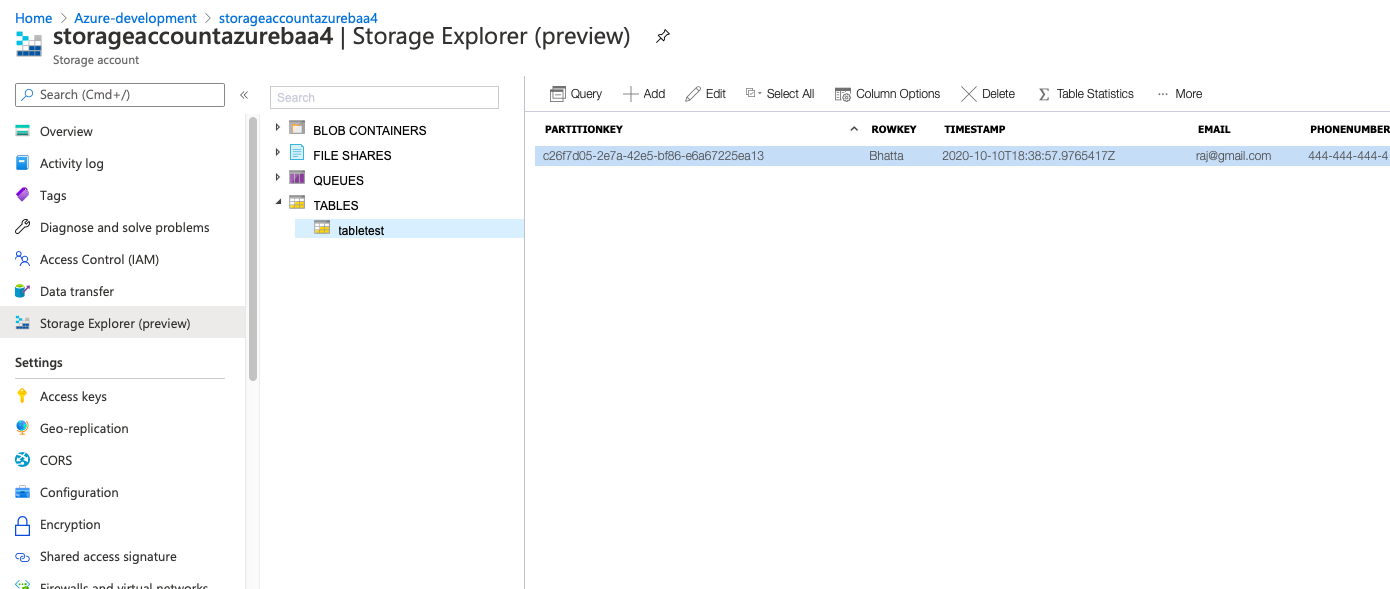 Home > Azure-development > storageaccountazurebaa4
storageaccountazurebaa4 | Storage Explorer (preview)
Storage account
Search (Cmd+/)
«
Overview
Activity log
Tags
Diagnose and solve problems
Access Control (IAM)
Data transfer
Storage Explorer (preview)
Settings
Access keys
Geo-replication
CORS
Configuration
Encryption
Shared access signature
Firewalls and virtual networks
Search
BLOB CONTAINERS
FILE SHARES
QUEUES
TABLES
tabletest
Query Add Edit Select All Column Options Delete Table Statistics ··· More
PARTITIONKEY ROWKEY TIMESTAMP EMAIL PHONENUMBER
c26f7d05-2e7a-42e5-bf86-e6a67225ea13 Bhatta 2020-10-10T18:38:57.9765417Z raj@gmail.com 444-444-444-4